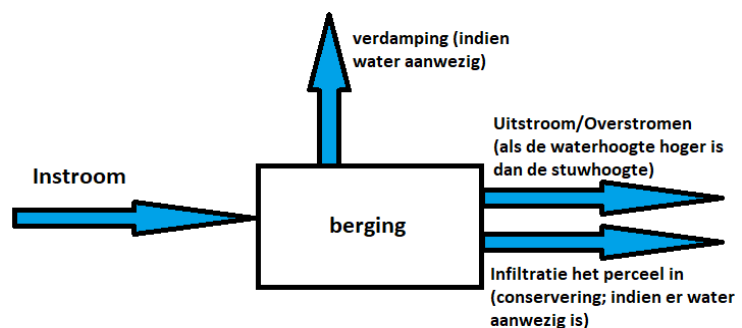 verdamping (indien
water aanwezig)
Uitstroom/Overstromen
(als de waterhoogte hoger is
dan de stuwhoogte)
Instroom
berging
Infiltratie het perceel in
(conservering; indien er water
aanwezig is)